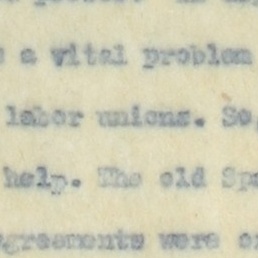 a vital problem
labor unions. So,
help. The old Spa
agreements were